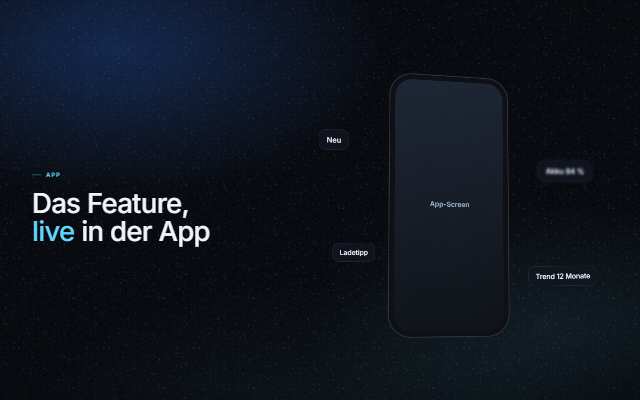 APP
Das Feature,
live in der App
Neu
Akku 84 %
App-Screen
Ladetipp
Trend 12 Monate